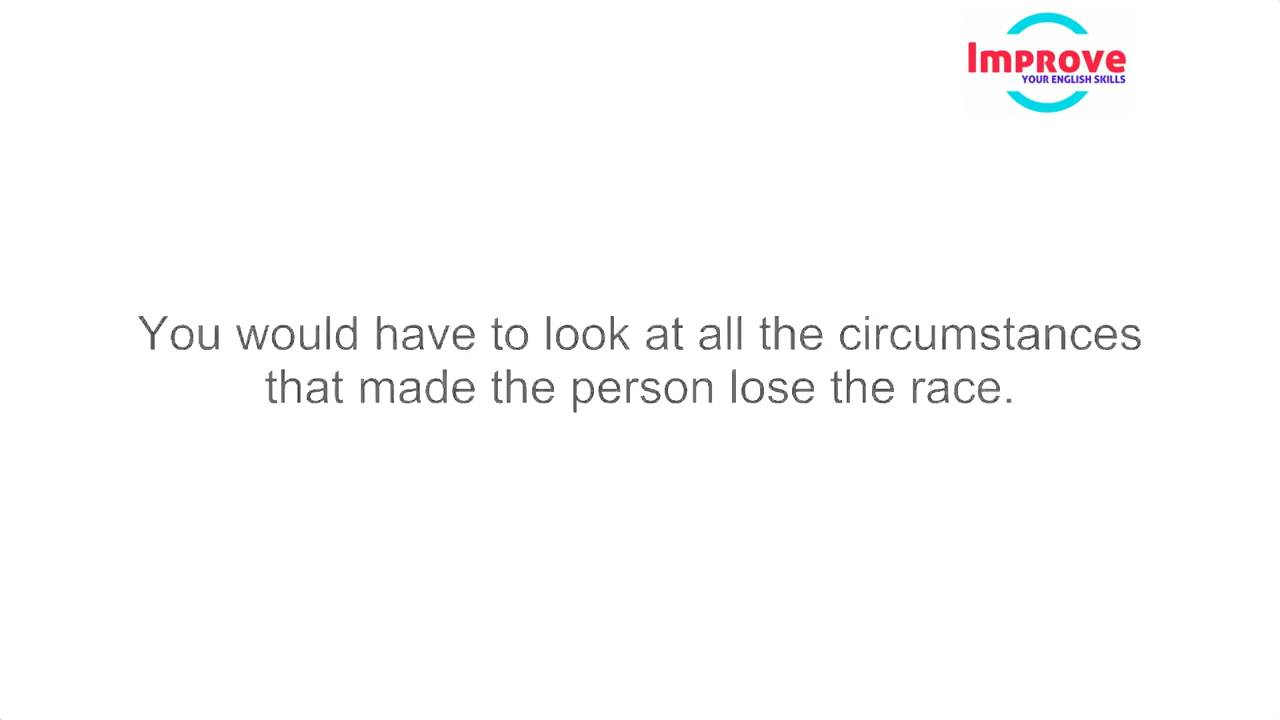 Improve
YOUR ENGLISH SKILLS
You would have to look at all the circumstances
that made the person lose the race.